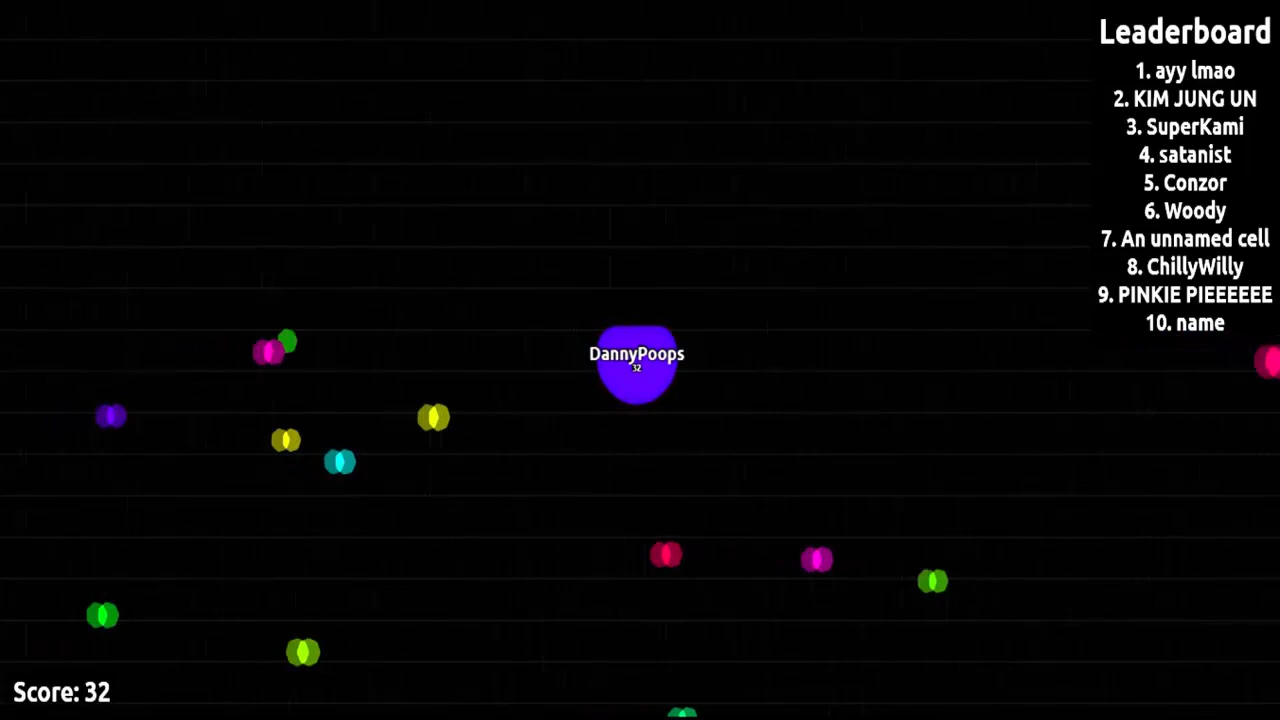 Leaderboard
1. ayy lmao
2. KIM JUNG UN
3. SuperKami
4. satanist
5. Conzor
6. Woody
7. An unnamed cell
8. ChillyWilly
9. PINKIE PIEEEEEE
10. name
DannyPoops
32
Score: 32